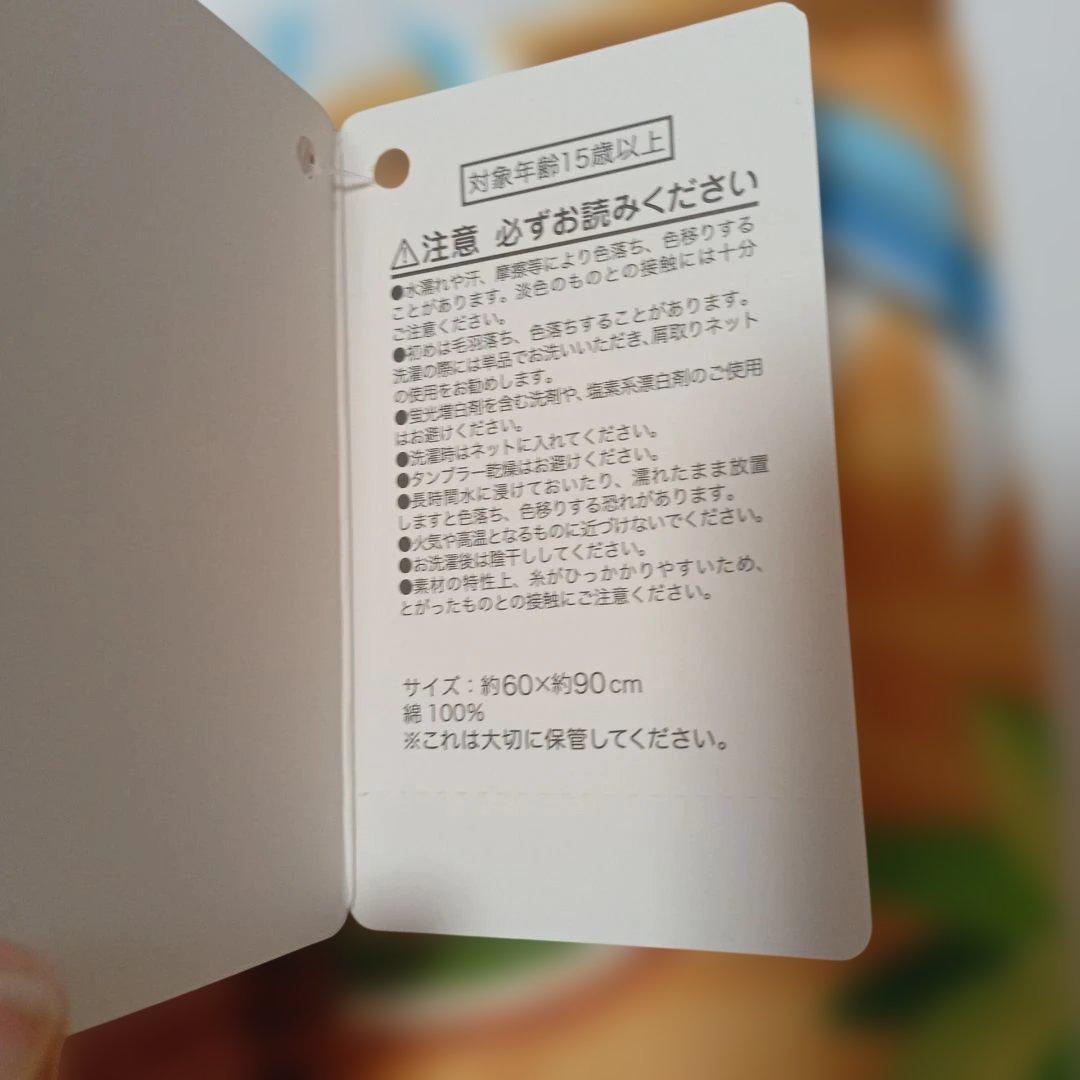 対象年齢15歳以上
⚠注意 必ずお読みください
●水濡れや汗、摩擦等により色落ち、色移りする
ことがあります。淡色のものとの接触には十分
ご注意ください。
●初めは毛羽落ち、色落ちすることがあります。
洗濯の際には単品でお洗いいただき、肩取りネット
の使用をお勧めします。
●蛍光増白剤を含む洗剤や、塩素系漂白剤のご使用
はお避けください。
●洗濯時はネットに入れてください。
●タンブラー乾燥はお避けください。
●長時間水に浸けておいたり、濡れたまま放置
しますと色落ち、色移りする恐れがあります。
●火気や高温となるものに近づけないでください。
●お洗濯後は陰干ししてください。
●素材の特性上、糸がひっかかりやすいため、
とがったものとの接触にご注意ください。
サイズ：約60×約90cm
綿100%
※これは大切に保管してください。